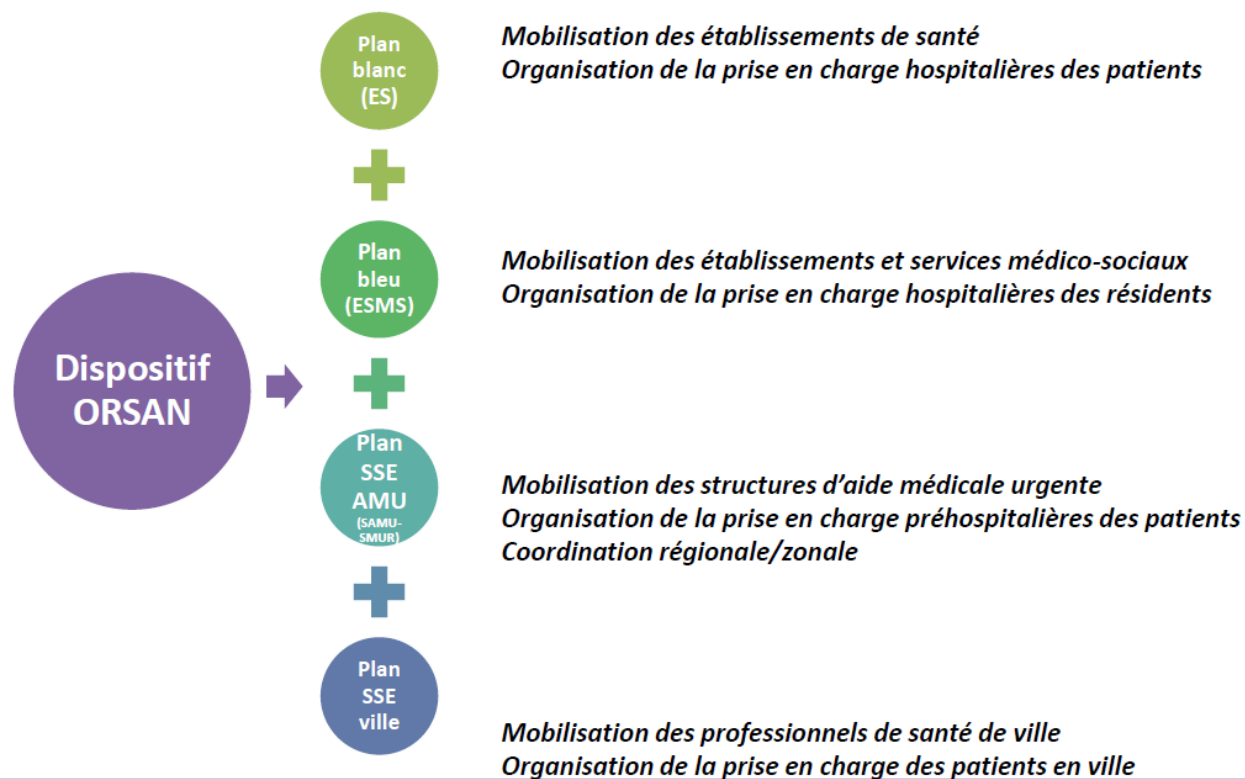 Plan
blanc
(ES)
Mobilisation des établissements de santé
Organisation de la prise en charge hospitalières des patients
Plan
bleu
(ESMS)
Mobilisation des établissements et services médico-sociaux
Organisation de la prise en charge hospitalières des résidents
Dispositif
ORSAN
Plan
SSE
AMU
(SAMU-
SMUR)
Mobilisation des structures d’aide médicale urgente
Organisation de la prise en charge préhospitalières des patients
Coordination régionale/zonale
Plan
SSE
ville
Mobilisation des professionnels de santé de ville
Organisation de la prise en charge des patients en ville